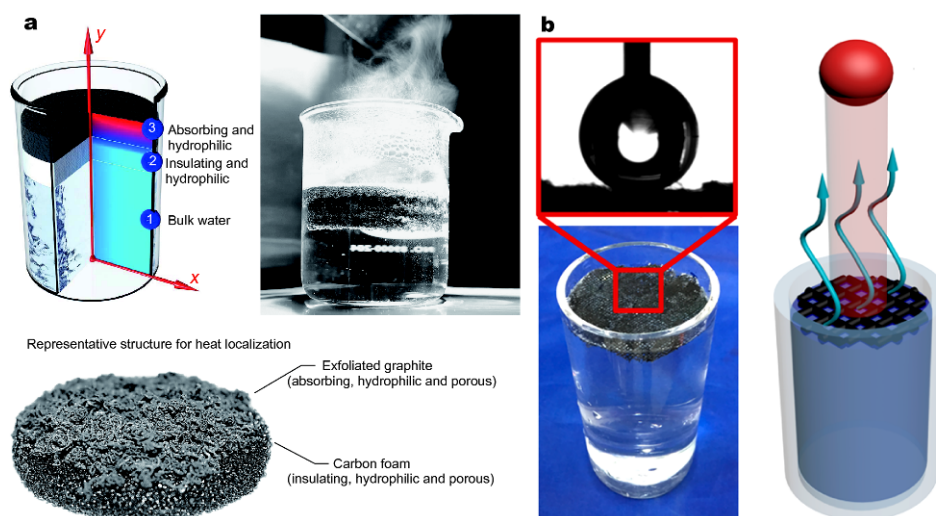 a
y
3
Absorbing and
hydrophilic
2
Insulating and
hydrophilic
1
Bulk water
x
Representative structure for heat localization
Exfoliated graphite
(absorbing, hydrophilic and porous)
Carbon foam
(insulating, hydrophilic and porous)
b